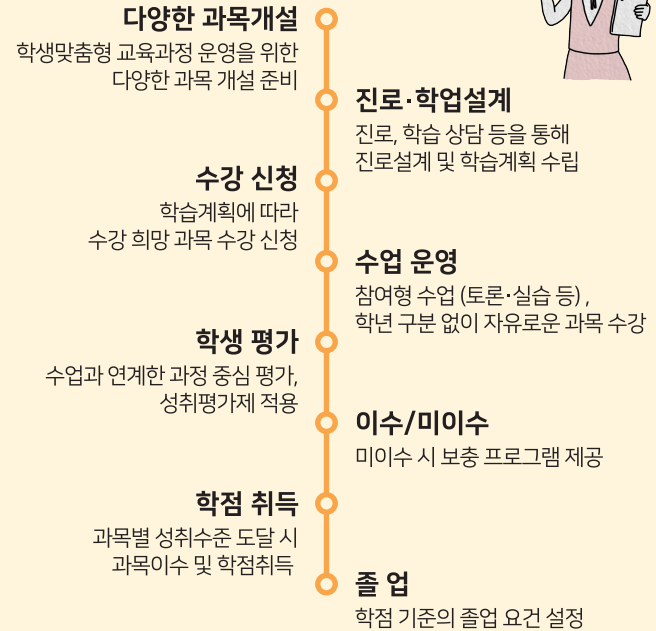 다양한 과목개설
학생맞춤형 교육과정 운영을 위한
다양한 과목 개설 준비
진로·학업설계
진로, 학습 상담 등을 통해
진로설계 및 학습계획 수립
수강 신청
학습계획에 따라
수강 희망 과목 수강 신청
수업 운영
참여형 수업 (토론·실습 등) ,
학년 구분 없이 자유로운 과목 수강
학생 평가
수업과 연계한 과정 중심 평가,
성취평가제 적용
이수/미이수
미이수 시 보충 프로그램 제공
학점 취득
과목별 성취수준 도달 시
과목이수 및 학점취득
졸 업
학점 기준의 졸업 요건 설정